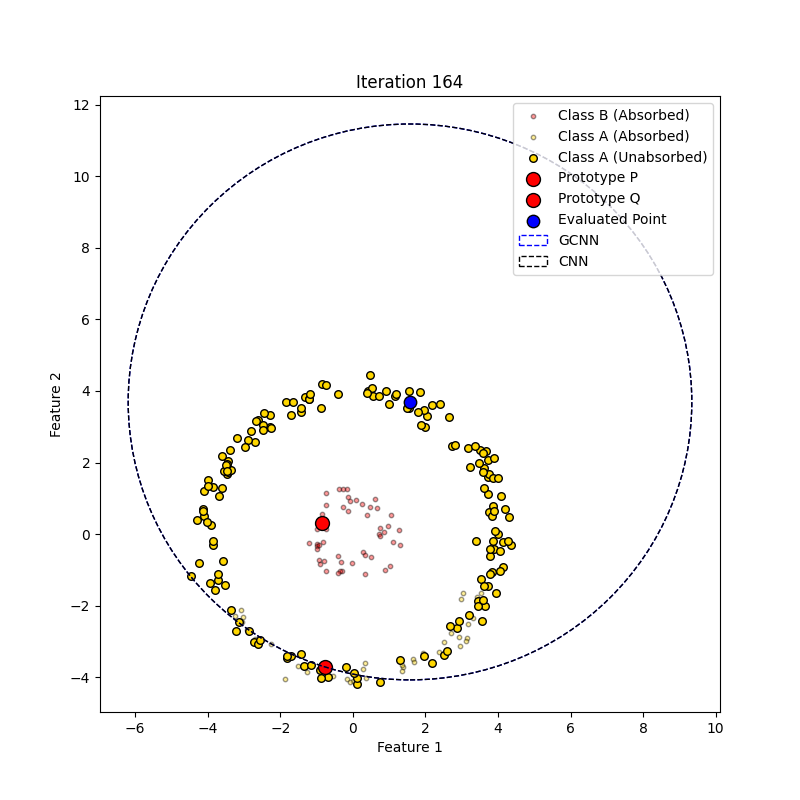 Iteration 164
Class B (Absorbed)
Class A (Absorbed)
Class A (Unabsorbed)
Prototype P
Prototype Q
Evaluated Point
GCNN
CNN
12
10
8
6
4
2
0
−2
−4
Feature 2
−6 −4 −2 0 2 4 6 8 10
Feature 1